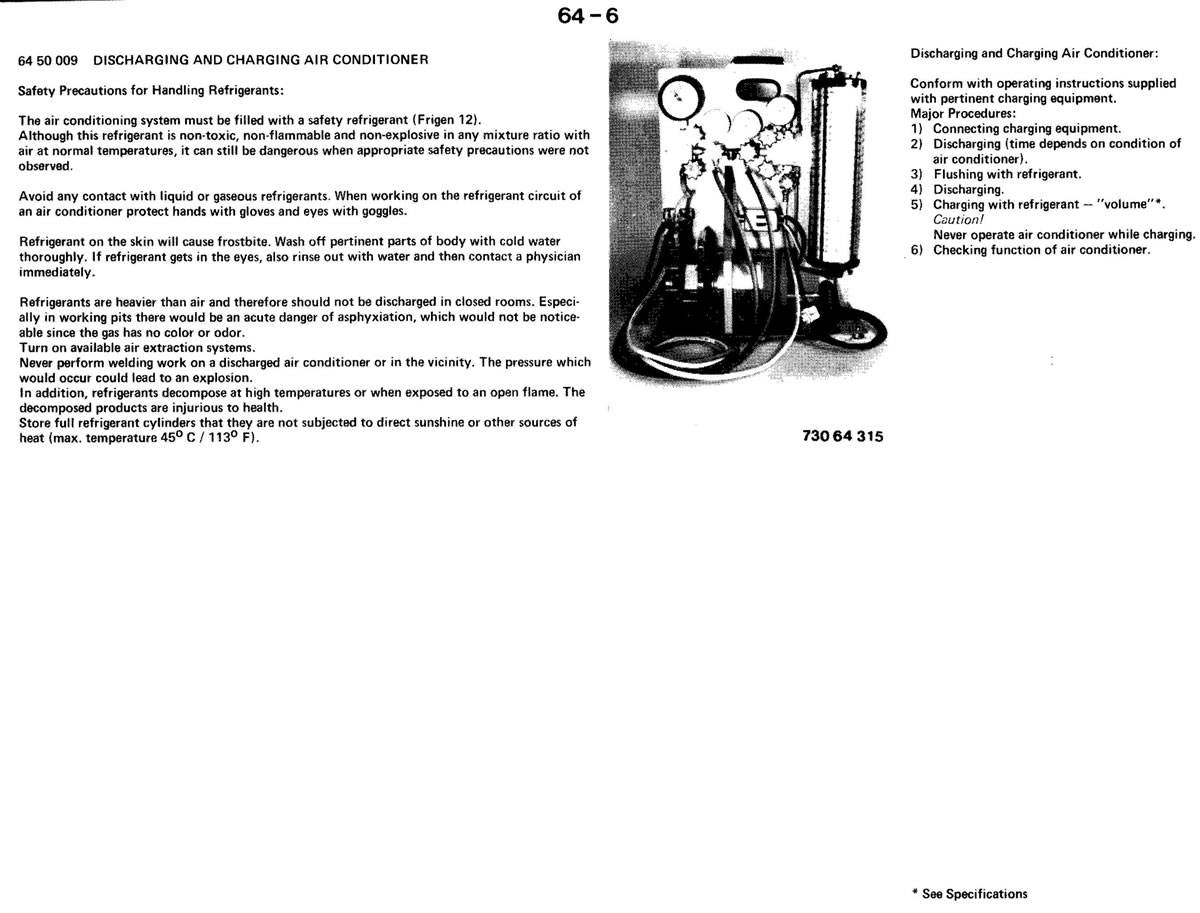 64-6
64 50 009 DISCHARGING AND CHARGING AIR CONDITIONER
Safety Precautions for Handling Refrigerants:
The air conditioning system must be filled with a safety refrigerant (Frigen 12).
Although this refrigerant is non-toxic, non-flammable and non-explosive in any mixture ratio with
air at normal temperatures, it can still be dangerous when appropriate safety precautions were not
observed.
Avoid any contact with liquid or gaseous refrigerants. When working on the refrigerant circuit of
an air conditioner protect hands with gloves and eyes with goggles.
Refrigerant on the skin will cause frostbite. Wash off pertinent parts of body with cold water
thoroughly. If refrigerant gets in the eyes, also rinse out with water and then contact a physician
immediately.
Refrigerants are heavier than air and therefore should not be discharged in closed rooms. Especi-
ally in working pits there would be an acute danger of asphyxiation, which would not be notice-
able since the gas has no color or odor.
Turn on available air extraction systems.
Never perform welding work on a discharged air conditioner or in the vicinity. The pressure which
would occur could lead to an explosion.
In addition, refrigerants decompose at high temperatures or when exposed to an open flame. The
decomposed products are injurious to health.
Store full refrigerant cylinders that they are not subjected to direct sunshine or other sources of
heat (max. temperature 45° C / 113° F).
E
730 64 315
Discharging and Charging Air Conditioner:
Conform with operating instructions supplied
with pertinent charging equipment.
Major Procedures:
1) Connecting charging equipment.
2) Discharging (time depends on condition of
air conditioner).
3) Flushing with refrigerant.
4) Discharging.
5) Charging with refrigerant – "volume"*.
Caution!
Never operate air conditioner while charging.
6) Checking function of air conditioner.
* See Specifications